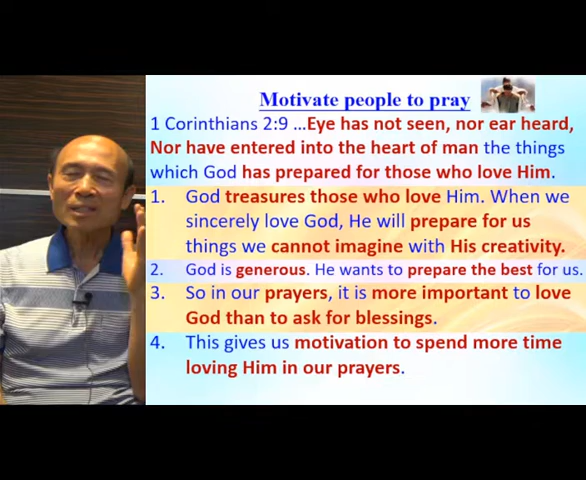 Motivate people to pray
1 Corinthians 2:9 …Eye has not seen, nor ear heard,
Nor have entered into the heart of man the things
which God has prepared for those who love Him.
1. God treasures those who love Him. When we
sincerely love God, He will prepare for us
things we cannot imagine with His creativity.
2. God is generous. He wants to prepare the best for us.
3. So in our prayers, it is more important to love
God than to ask for blessings.
4. This gives us motivation to spend more time
loving Him in our prayers.